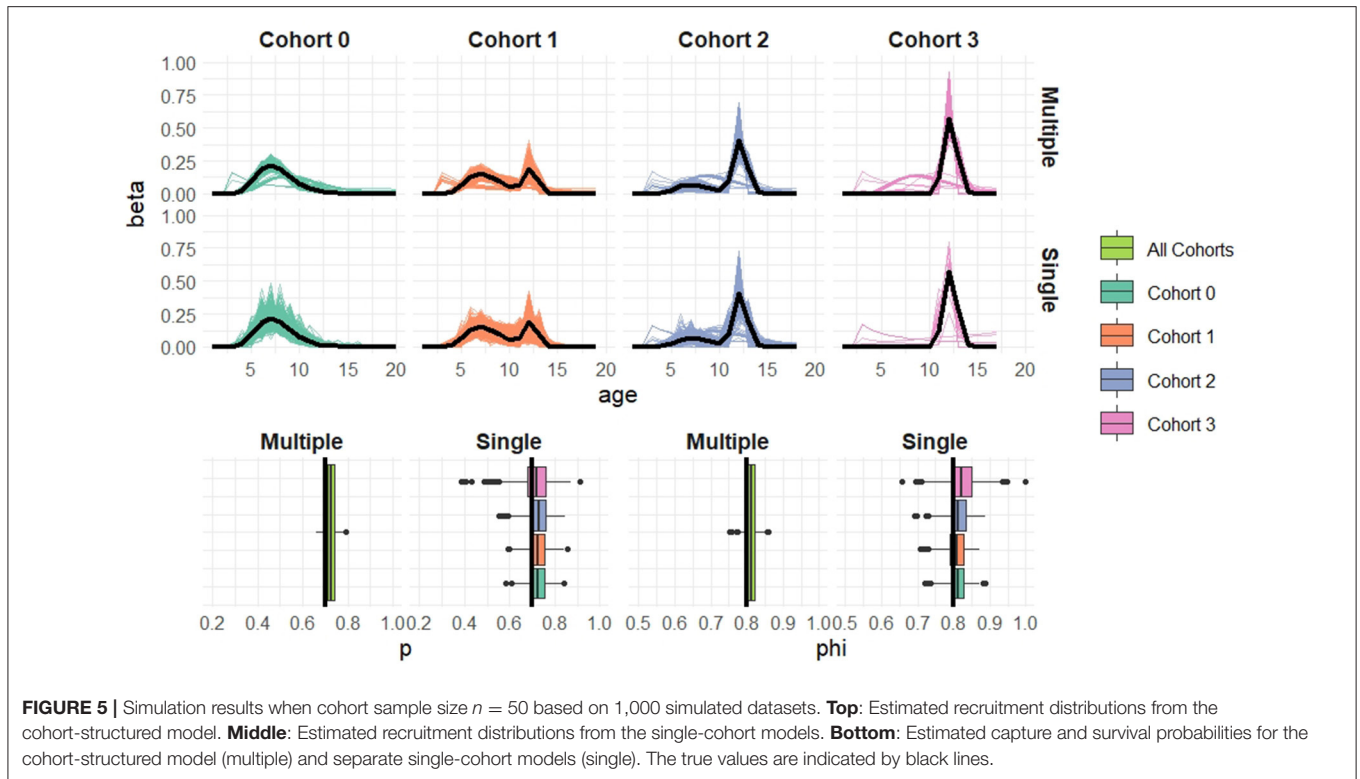 Cohort 0 Cohort 1 Cohort 2 Cohort 3
1.00
0.75
0.50
0.25
0.00
Multiple
1.00
0.75
0.50
0.25
0.00
Single
beta
5 10 15 20 5 10 15 20 5 10 15 20 5 10 15 20
age
All Cohorts
Cohort 0
Cohort 1
Cohort 2
Cohort 3
Multiple Single Multiple Single
0.2 0.4 0.6 0.8 1.0 0.2 0.4 0.6 0.8 1.0 0.5 0.6 0.7 0.8 0.9 1.0 0.5 0.6 0.7 0.8 0.9 1.0
p phi
FIGURE 5 | Simulation results when cohort sample size n = 50 based on 1,000 simulated datasets. Top: Estimated recruitment distributions from the
cohort-structured model. Middle: Estimated recruitment distributions from the single-cohort models. Bottom: Estimated capture and survival probabilities for the
cohort-structured model (multiple) and separate single-cohort models (single). The true values are indicated by black lines.